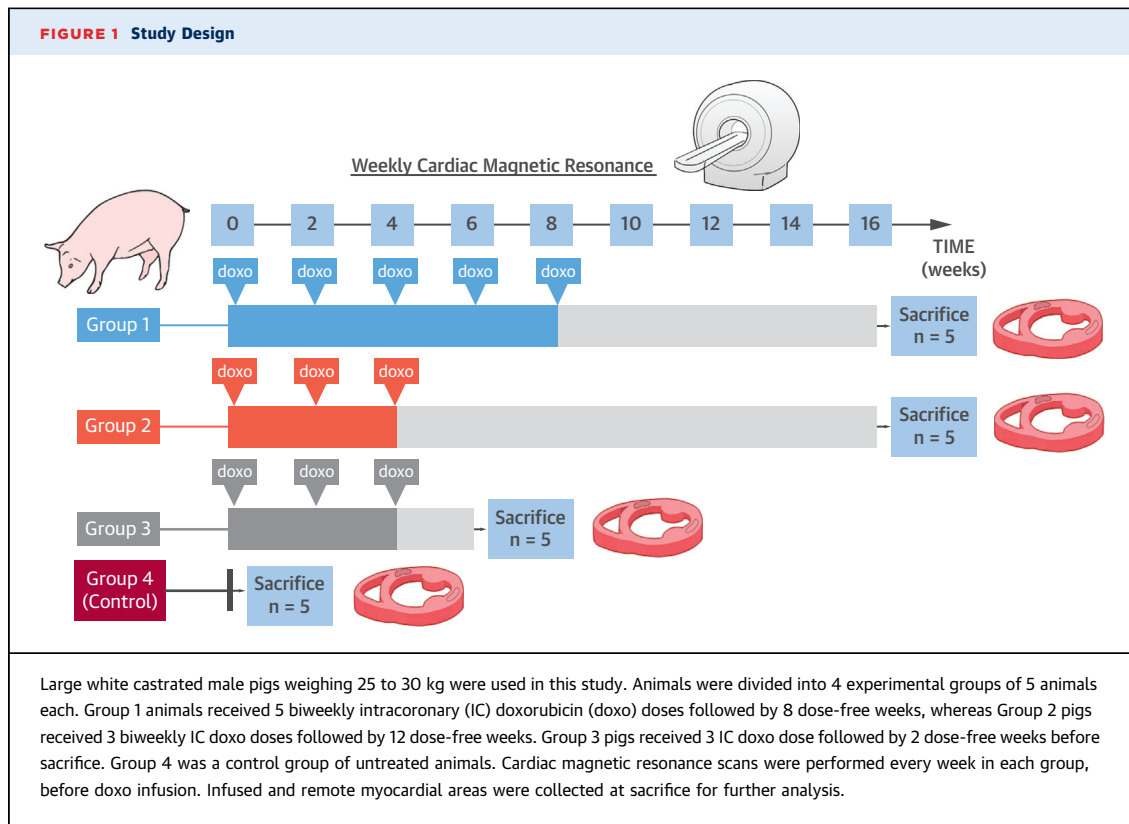 FIGURE 1 Study Design
Weekly Cardiac Magnetic Resonance
0 2 4 6 8 10 12 14 16
TIME
(weeks)
doxo doxo doxo doxo doxo
Group 1
Sacrifice
n = 5
doxo doxo doxo
Group 2
Sacrifice
n = 5
doxo doxo doxo
Group 3
Sacrifice
n = 5
Group 4
(Control)
Sacrifice
n = 5
Large white castrated male pigs weighing 25 to 30 kg were used in this study. Animals were divided into 4 experimental groups of 5 animals
each. Group 1 animals received 5 biweekly intracoronary (IC) doxorubicin (doxo) doses followed by 8 dose-free weeks, whereas Group 2 pigs
received 3 biweekly IC doxo doses followed by 12 dose-free weeks. Group 3 pigs received 3 IC doxo dose followed by 2 dose-free weeks before
sacrifice. Group 4 was a control group of untreated animals. Cardiac magnetic resonance scans were performed every week in each group,
before doxo infusion. Infused and remote myocardial areas were collected at sacrifice for further analysis.